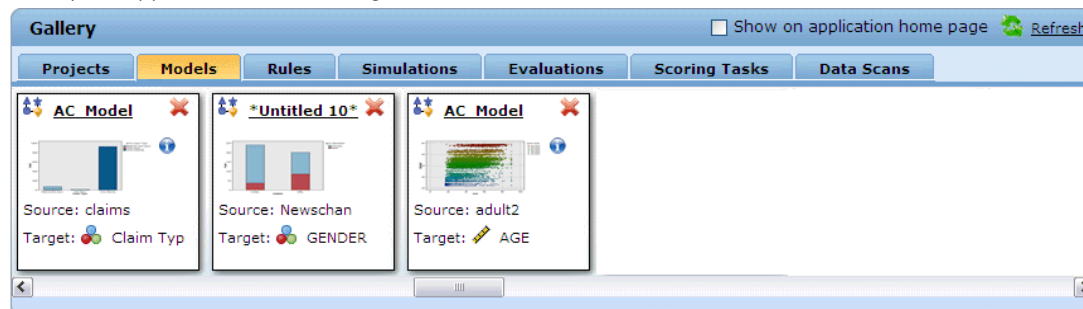 Gallery
Show on application home page Refresh
Projects Models Rules Simulations Evaluations Scoring Tasks Data Scans
AC_Model
Source: claims
Target: Claim Typ
*Untitled 10*
Source: Newschan
Target: GENDER
AC_Model
Source: adult2
Target: AGE